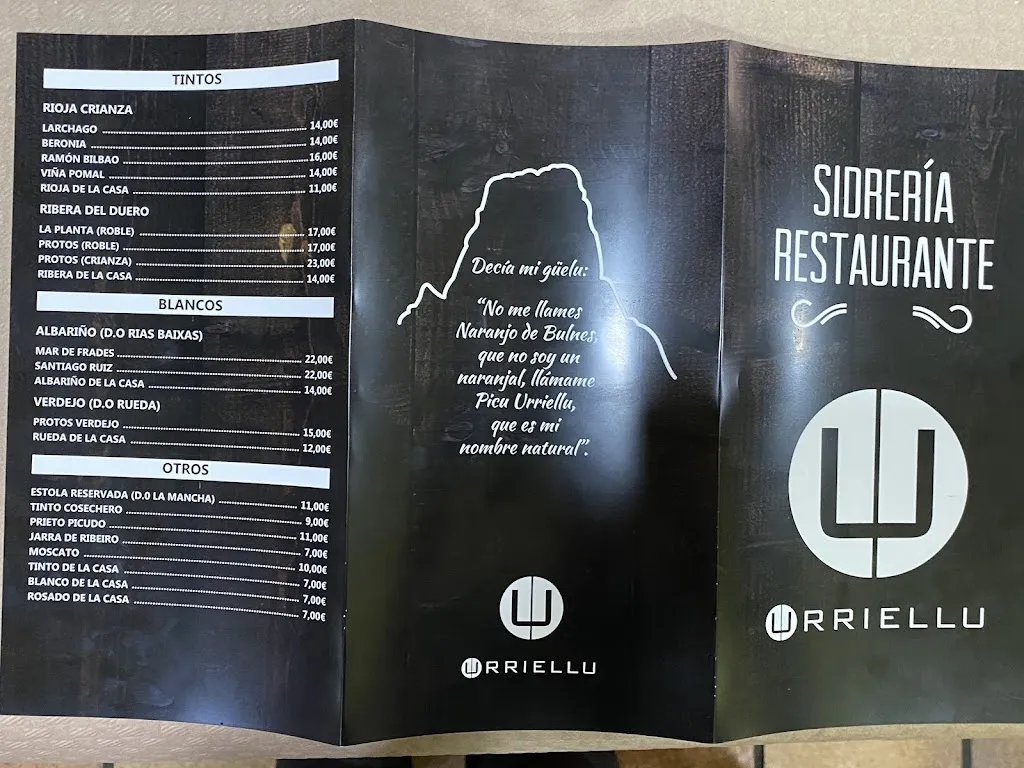 TINTOS
RIOJA CRIANZA
LARCHAGO 14,00€
BERONIA 14,00€
RAMÓN BILBAO 16,00€
VIÑA POMAL 14,00€
RIOJA DE LA CASA 11,00€
RIBERA DEL DUERO
LA PLANTA (ROBLE) 17,00€
PROTOS (ROBLE) 17,00€
PROTOS (CRIANZA) 23,00€
RIBERA DE LA CASA 14,00€
BLANCOS
ALBARIÑO (D.O RIAS BAIXAS)
MAR DE FRADES 22,00€
SANTIAGO RUIZ 22,00€
ALBARIÑO DE LA CASA 14,00€
VERDEJO (D.O RUEDA)
PROTOS VERDEJO 15,00€
RUEDA DE LA CASA 12,00€
OTROS
ESTOLA RESERVADA (D.O LA MANCHA) 11,00€
TINTO COSECHERO 9,00€
PRIETO PICUDO 11,00€
JARRA DE RIBEIRO 7,00€
MOSCATO 10,00€
TINTO DE LA CASA 7,00€
BLANCO DE LA CASA 7,00€
ROSADO DE LA CASA 7,00€
Decía mi güelu:
“No me llames
Naranjo de Bulnes,
que no soy un
naranjal, llámame
Picu Urriellu,
que es mi
nombre natural”.
URRIELLU
SIDRERÍA
RESTAURANTE
URRIELLU